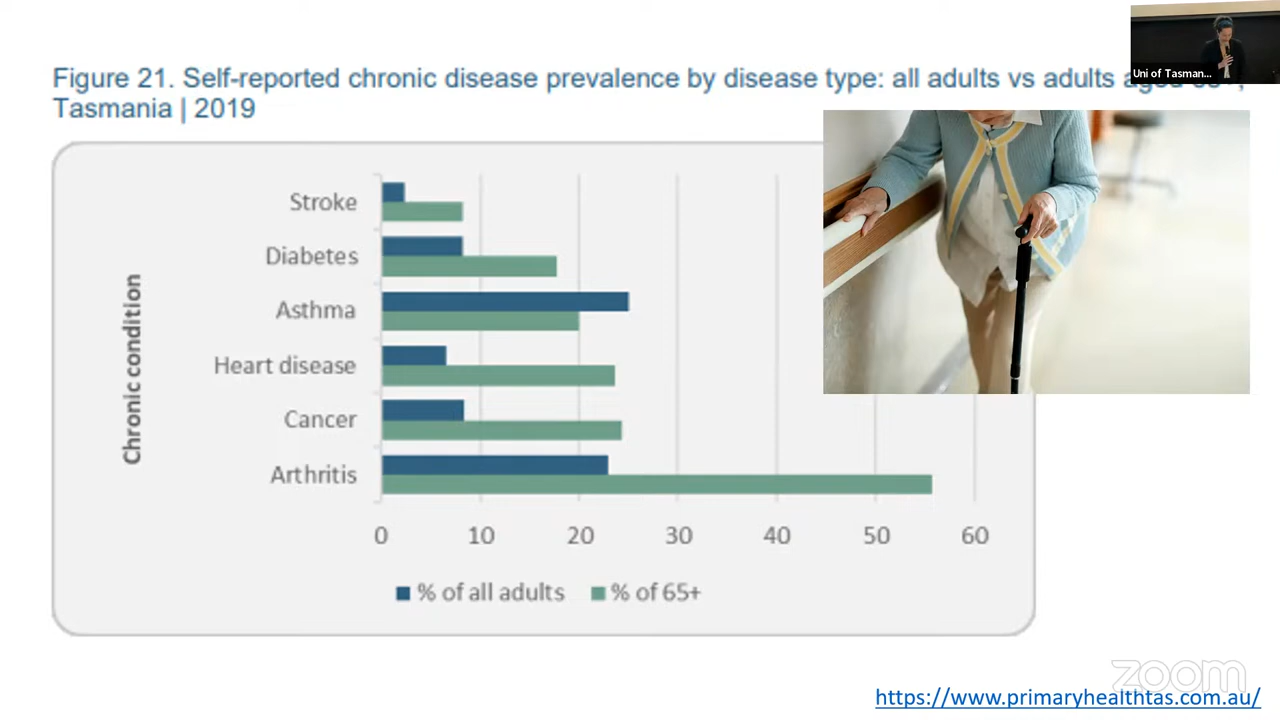 Uni of Tasman...
Figure 21. Self-reported chronic disease prevalence by disease type: all adults vs adults
Tasmania | 2019
Chronic condition
Stroke
Diabetes
Asthma
Heart disease
Cancer
Arthritis
0 10 20 30 40 50 60
% of all adults % of 65+
zoom
https://www.primaryhealthtas.com.au/